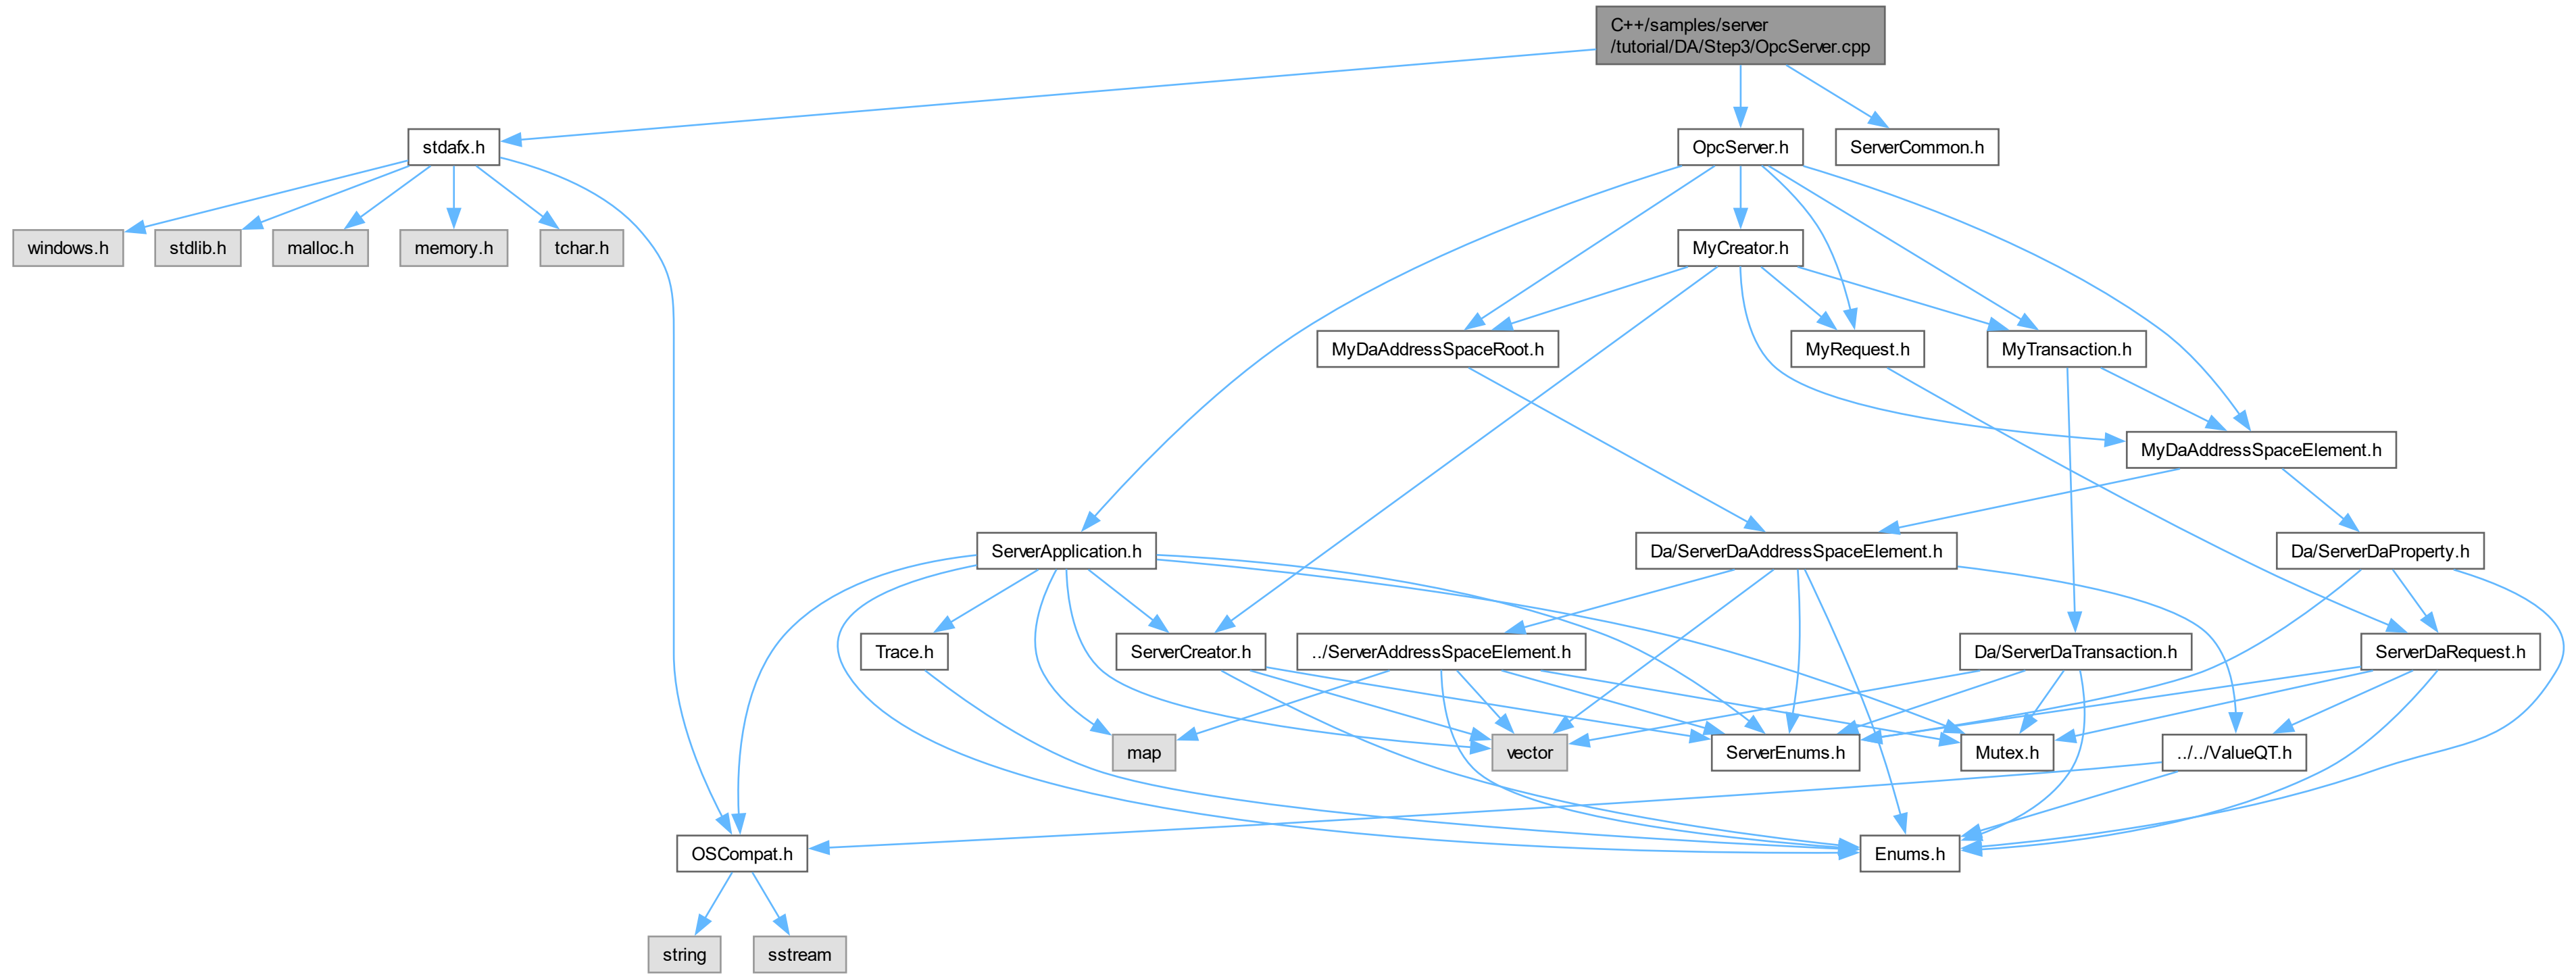 C++/samples/server
/tutorial/DA/Step3/OpcServer.cpp
stdafx.h
OpcServer.h
ServerCommon.h
windows.h
stdlib.h
malloc.h
memory.h
tchar.h
MyCreator.h
MyDaAddressSpaceRoot.h
MyRequest.h
MyTransaction.h
MyDaAddressSpaceElement.h
ServerApplication.h
Da/ServerDaAddressSpaceElement.h
Da/ServerDaProperty.h
Trace.h
ServerCreator.h
../ServerAddressSpaceElement.h
Da/ServerDaTransaction.h
ServerDaRequest.h
map
vector
ServerEnums.h
Mutex.h
../../ValueQT.h
OSCompat.h
Enums.h
string
sstream